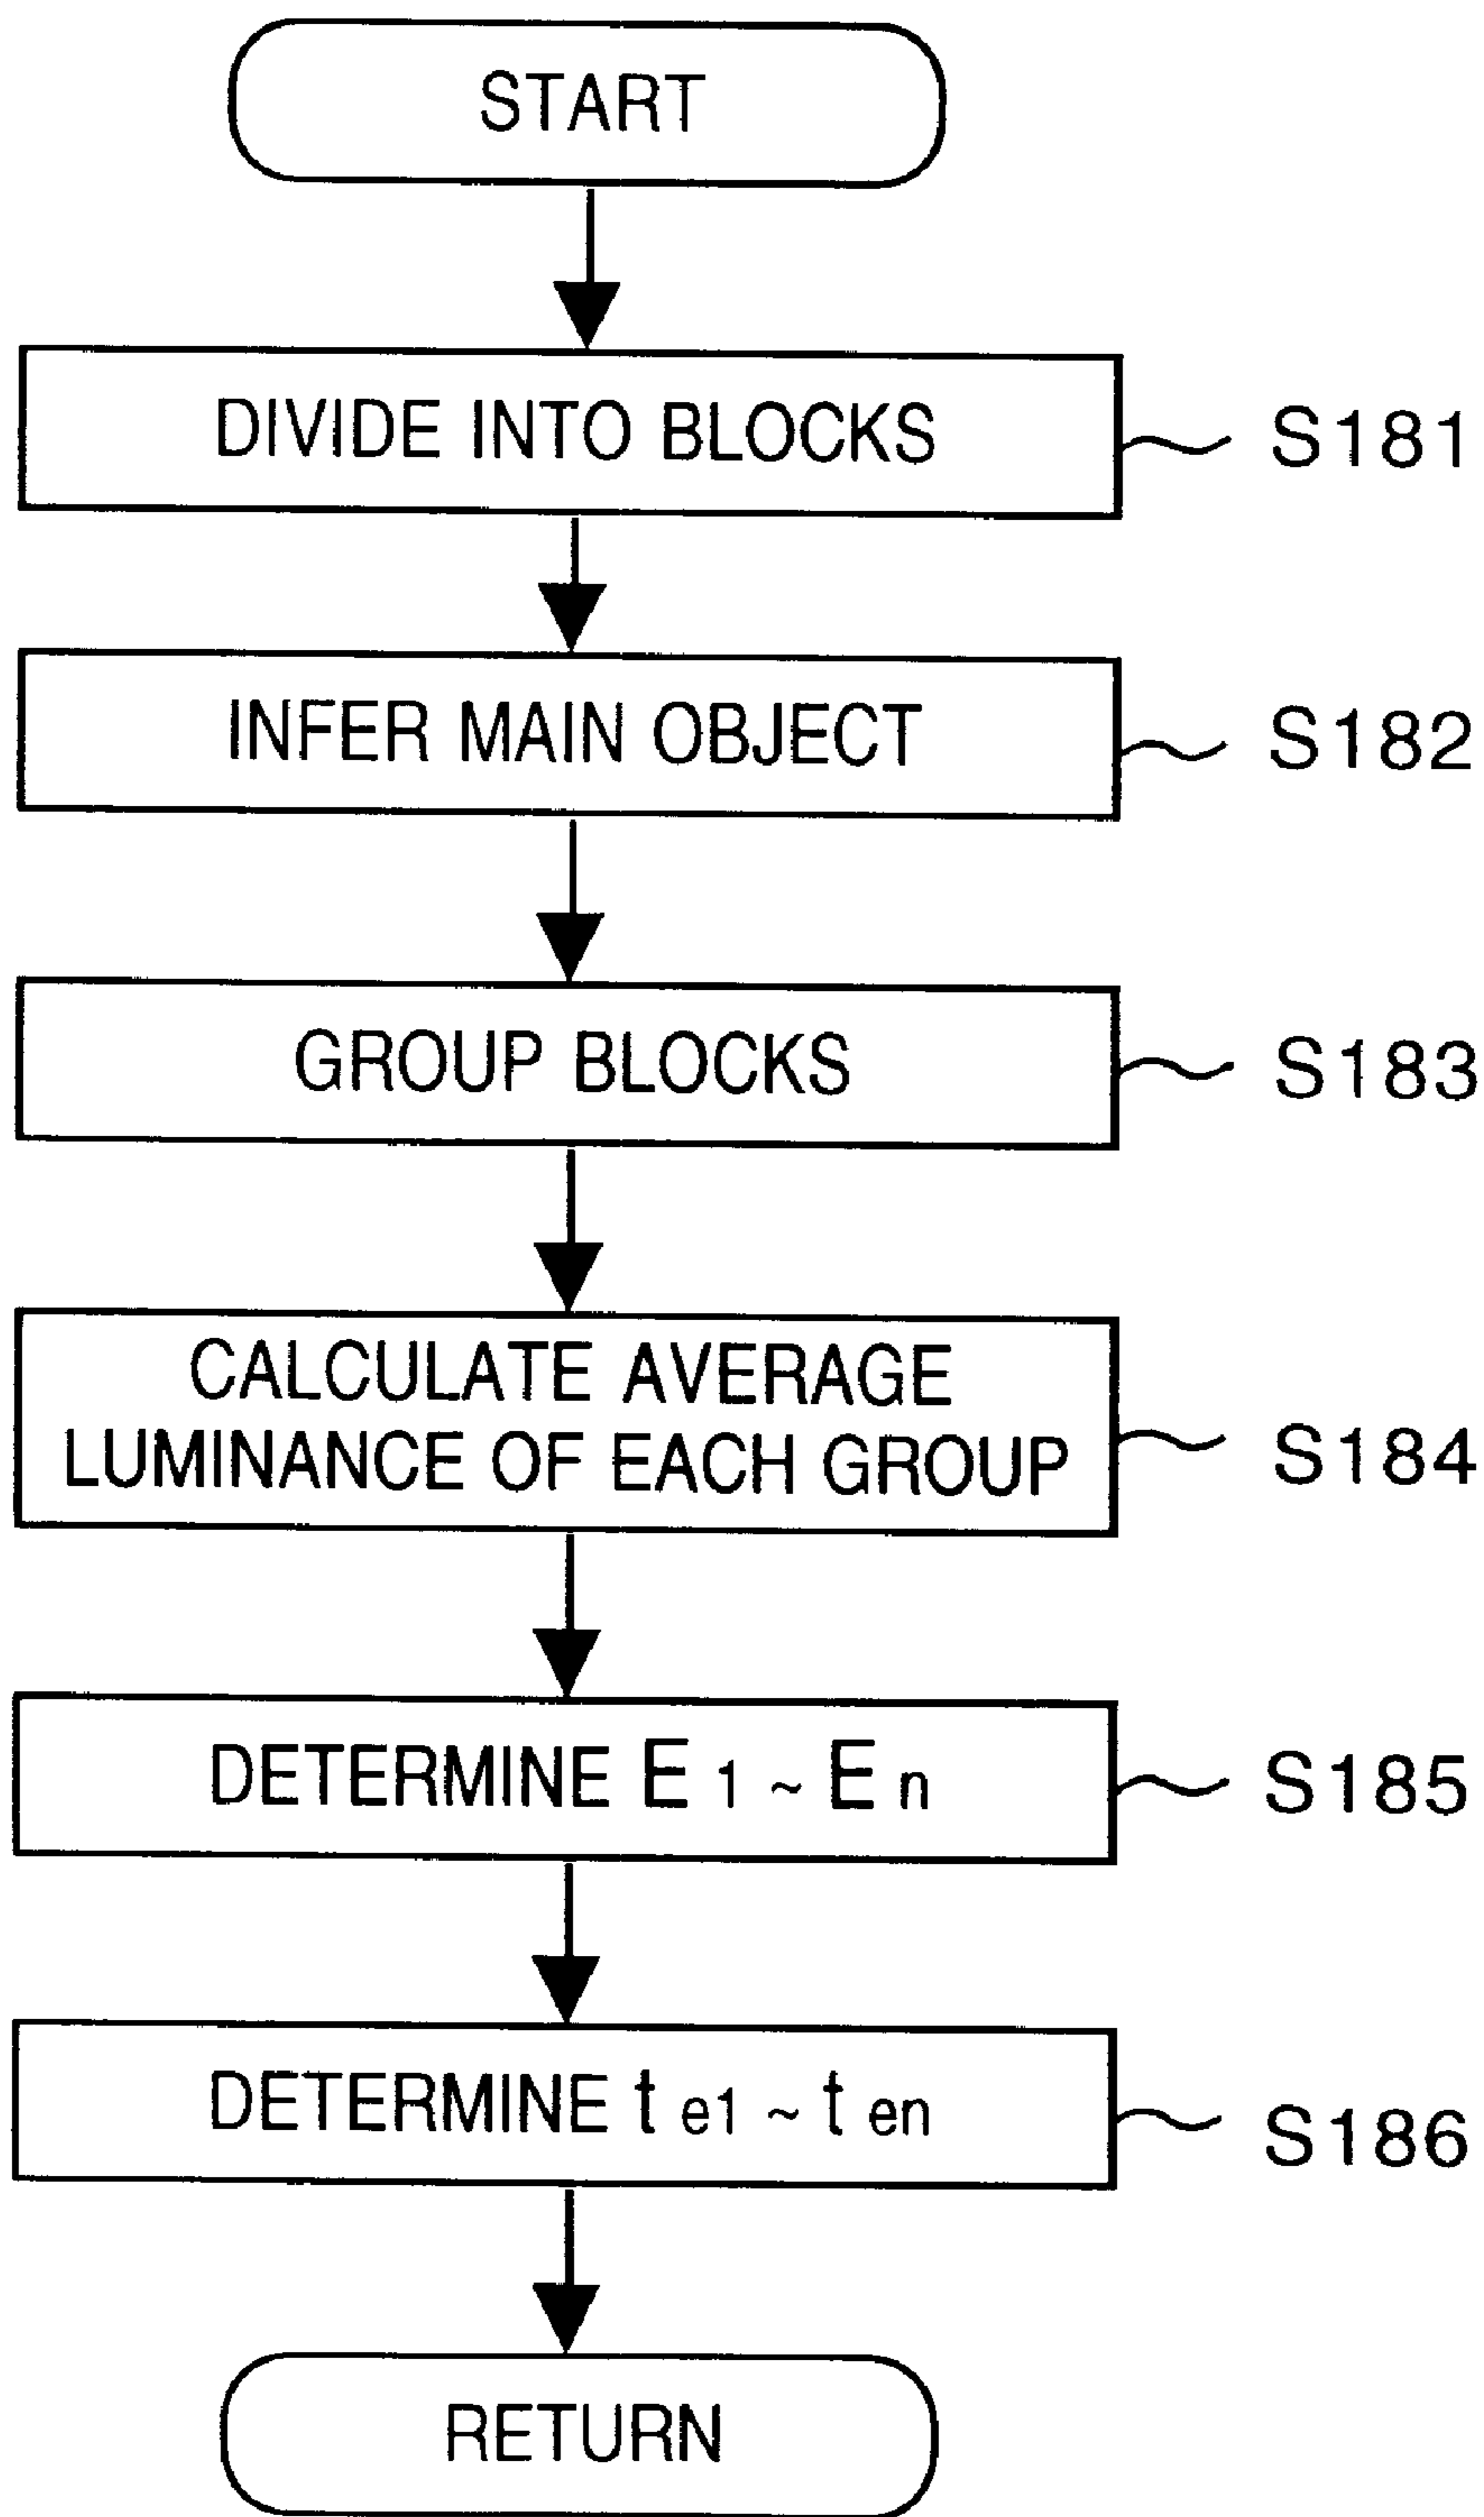 START
DIVIDE INTO BLOCKS
S181
INFER MAIN OBJECT
S182
GROUP BLOCKS
S183
CALCULATE AVERAGE
LUMINANCE OF EACH GROUP
S184
DETERMINE E1 ~ En
S185
DETERMINE te1 ~ ten
S186
RETURN